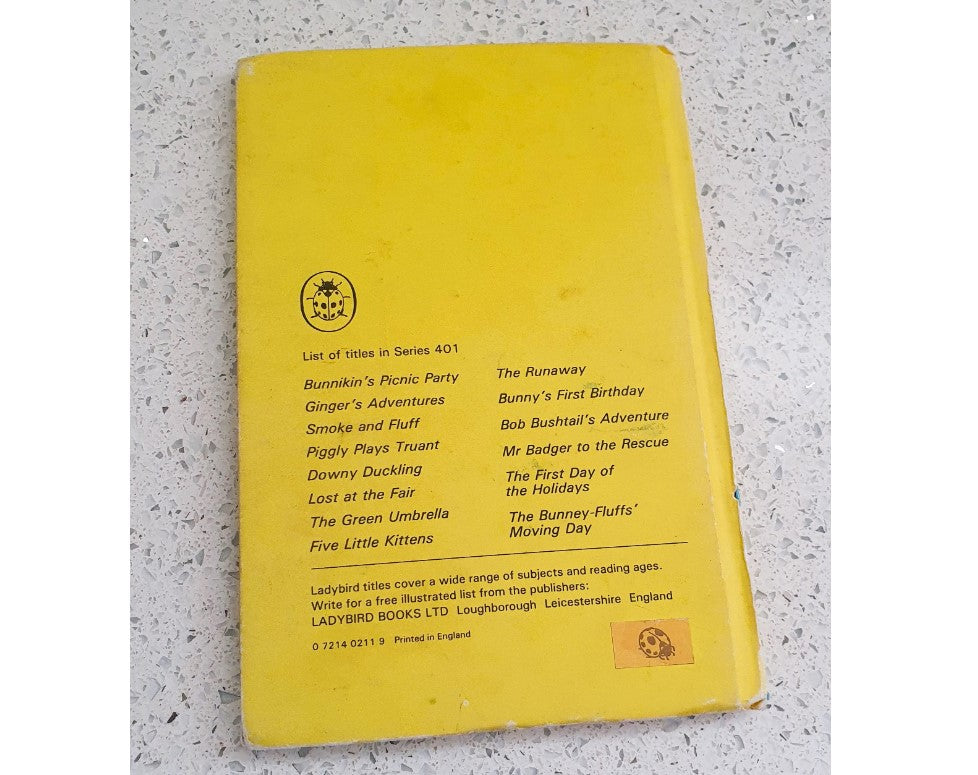 List of titles in Series 401
Bunnikin's Picnic Party
Ginger's Adventures
Smoke and Fluff
Piggly Plays Truant
Downy Duckling
Lost at the Fair
The Green Umbrella
Five Little Kittens
The Runaway
Bunny's First Birthday
Bob Bushtail's Adventure
Mr Badger to the Rescue
The First Day of
the Holidays
The Bunney-Fluffs'
Moving Day
Ladybird titles cover a wide range of subjects and reading ages.
Write for a free illustrated list from the publishers:
LADYBIRD BOOKS LTD Loughborough Leicestershire England
0 7214 0211 9 Printed in England